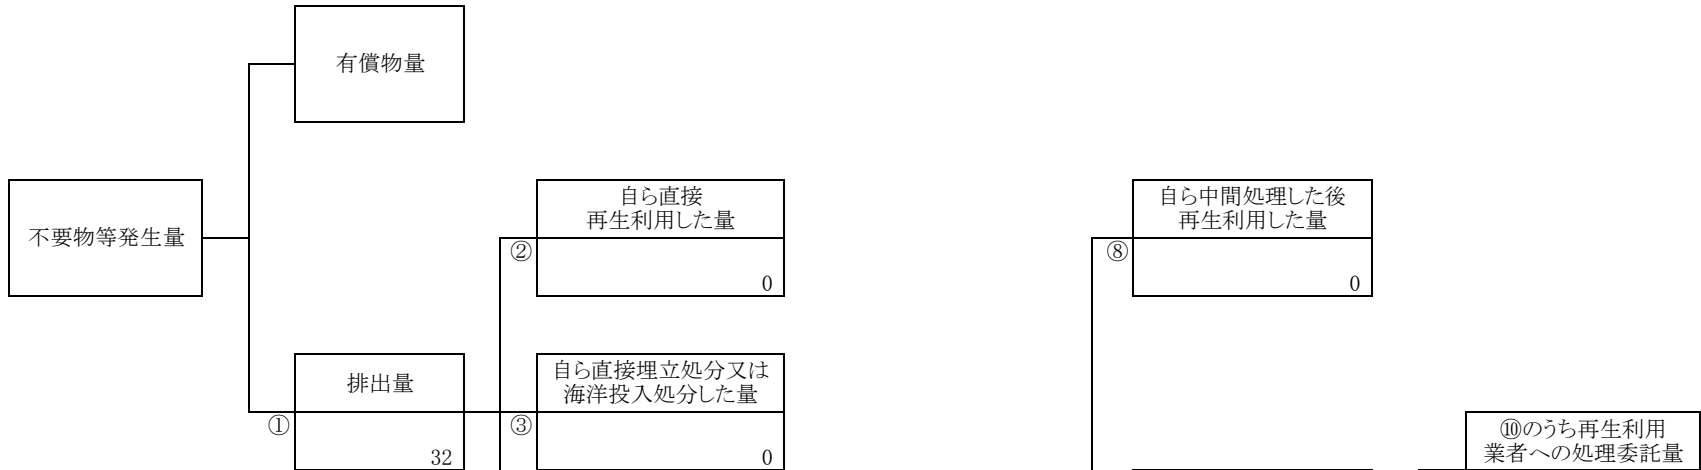 有償物量
不要物等発生量
自ら直接
再生利用した量
②
0
自ら中間処理した後
再生利用した量
⑧
0
排出量
①
32
自ら直接埋立処分又は
海洋投入処分した量
③
0
⑩のうち再生利用
業者への処理委託量